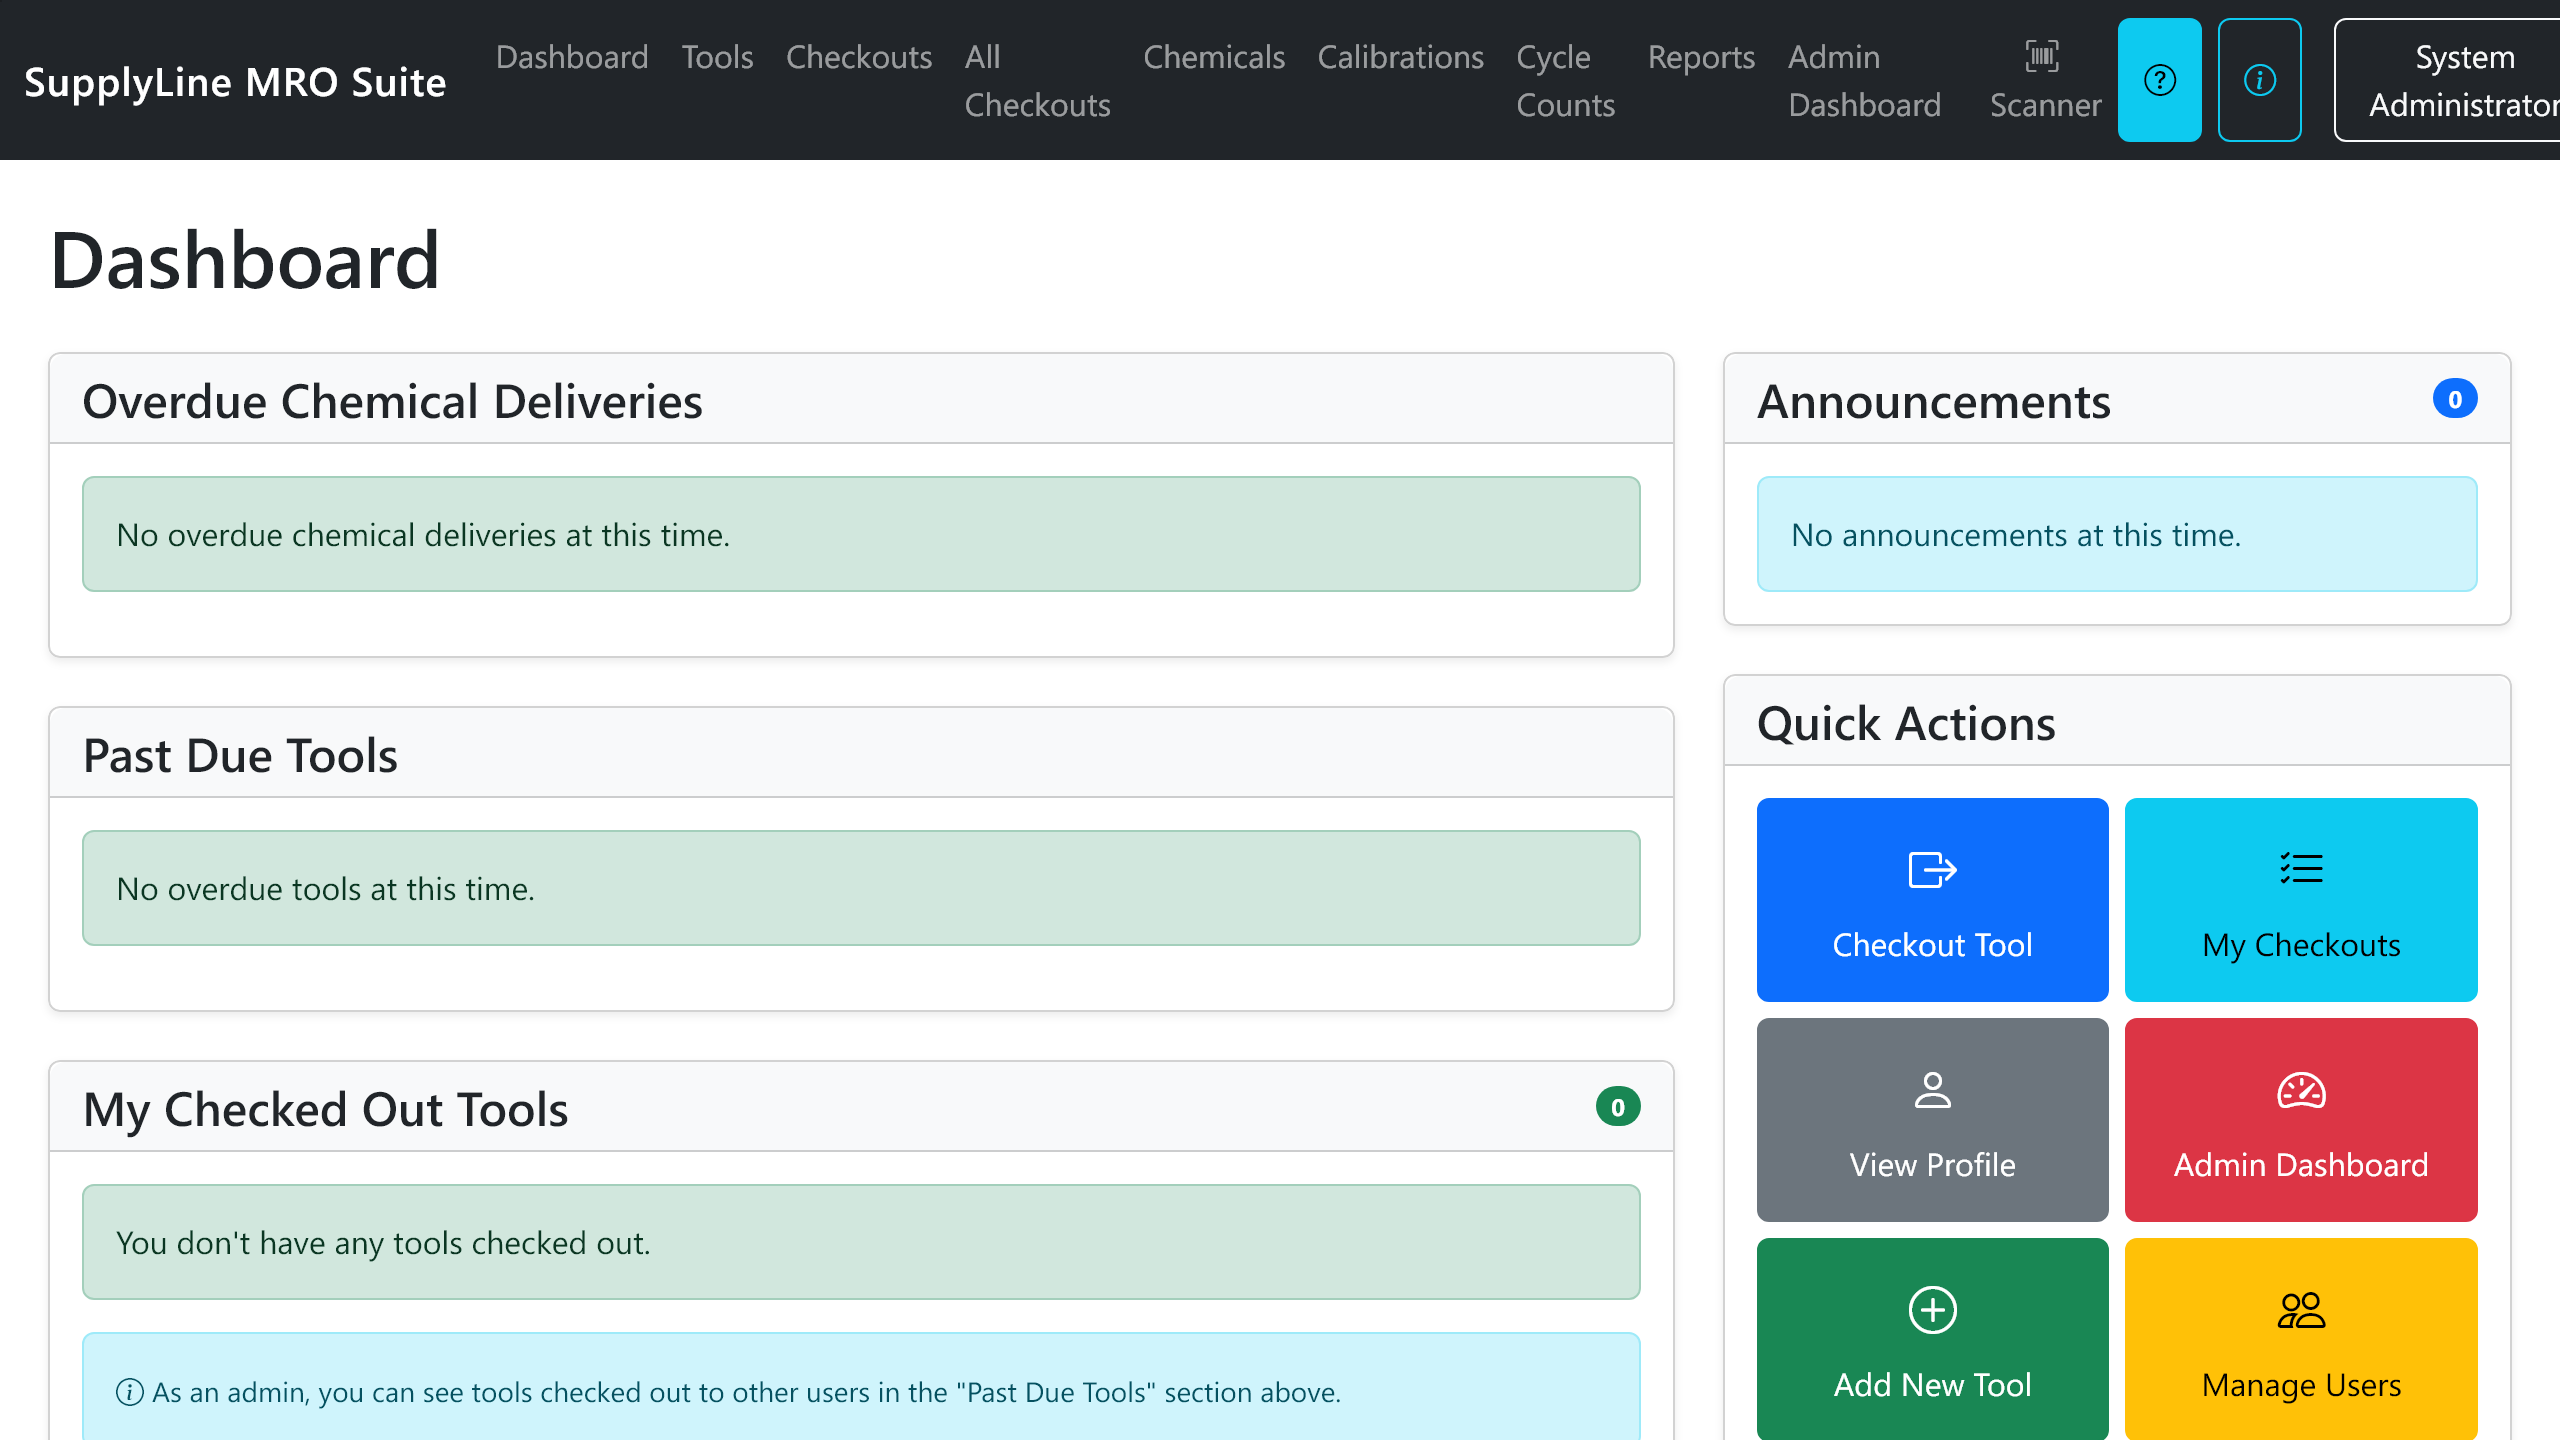 SupplyLine MRO Suite
Dashboard
Tools
Checkouts
All
Checkouts
Chemicals
Calibrations
Cycle
Counts
Reports
Admin
Dashboard
Scanner
System
Administrator
Dashboard
Overdue Chemical Deliveries
No overdue chemical deliveries at this time.
Past Due Tools
No overdue tools at this time.
My Checked Out Tools
0
You don't have any tools checked out.
As an admin, you can see tools checked out to other users in the "Past Due Tools" section above.
Announcements
0
No announcements at this time.
Quick Actions
Checkout Tool
My Checkouts
View Profile
Admin Dashboard
Add New Tool
Manage Users